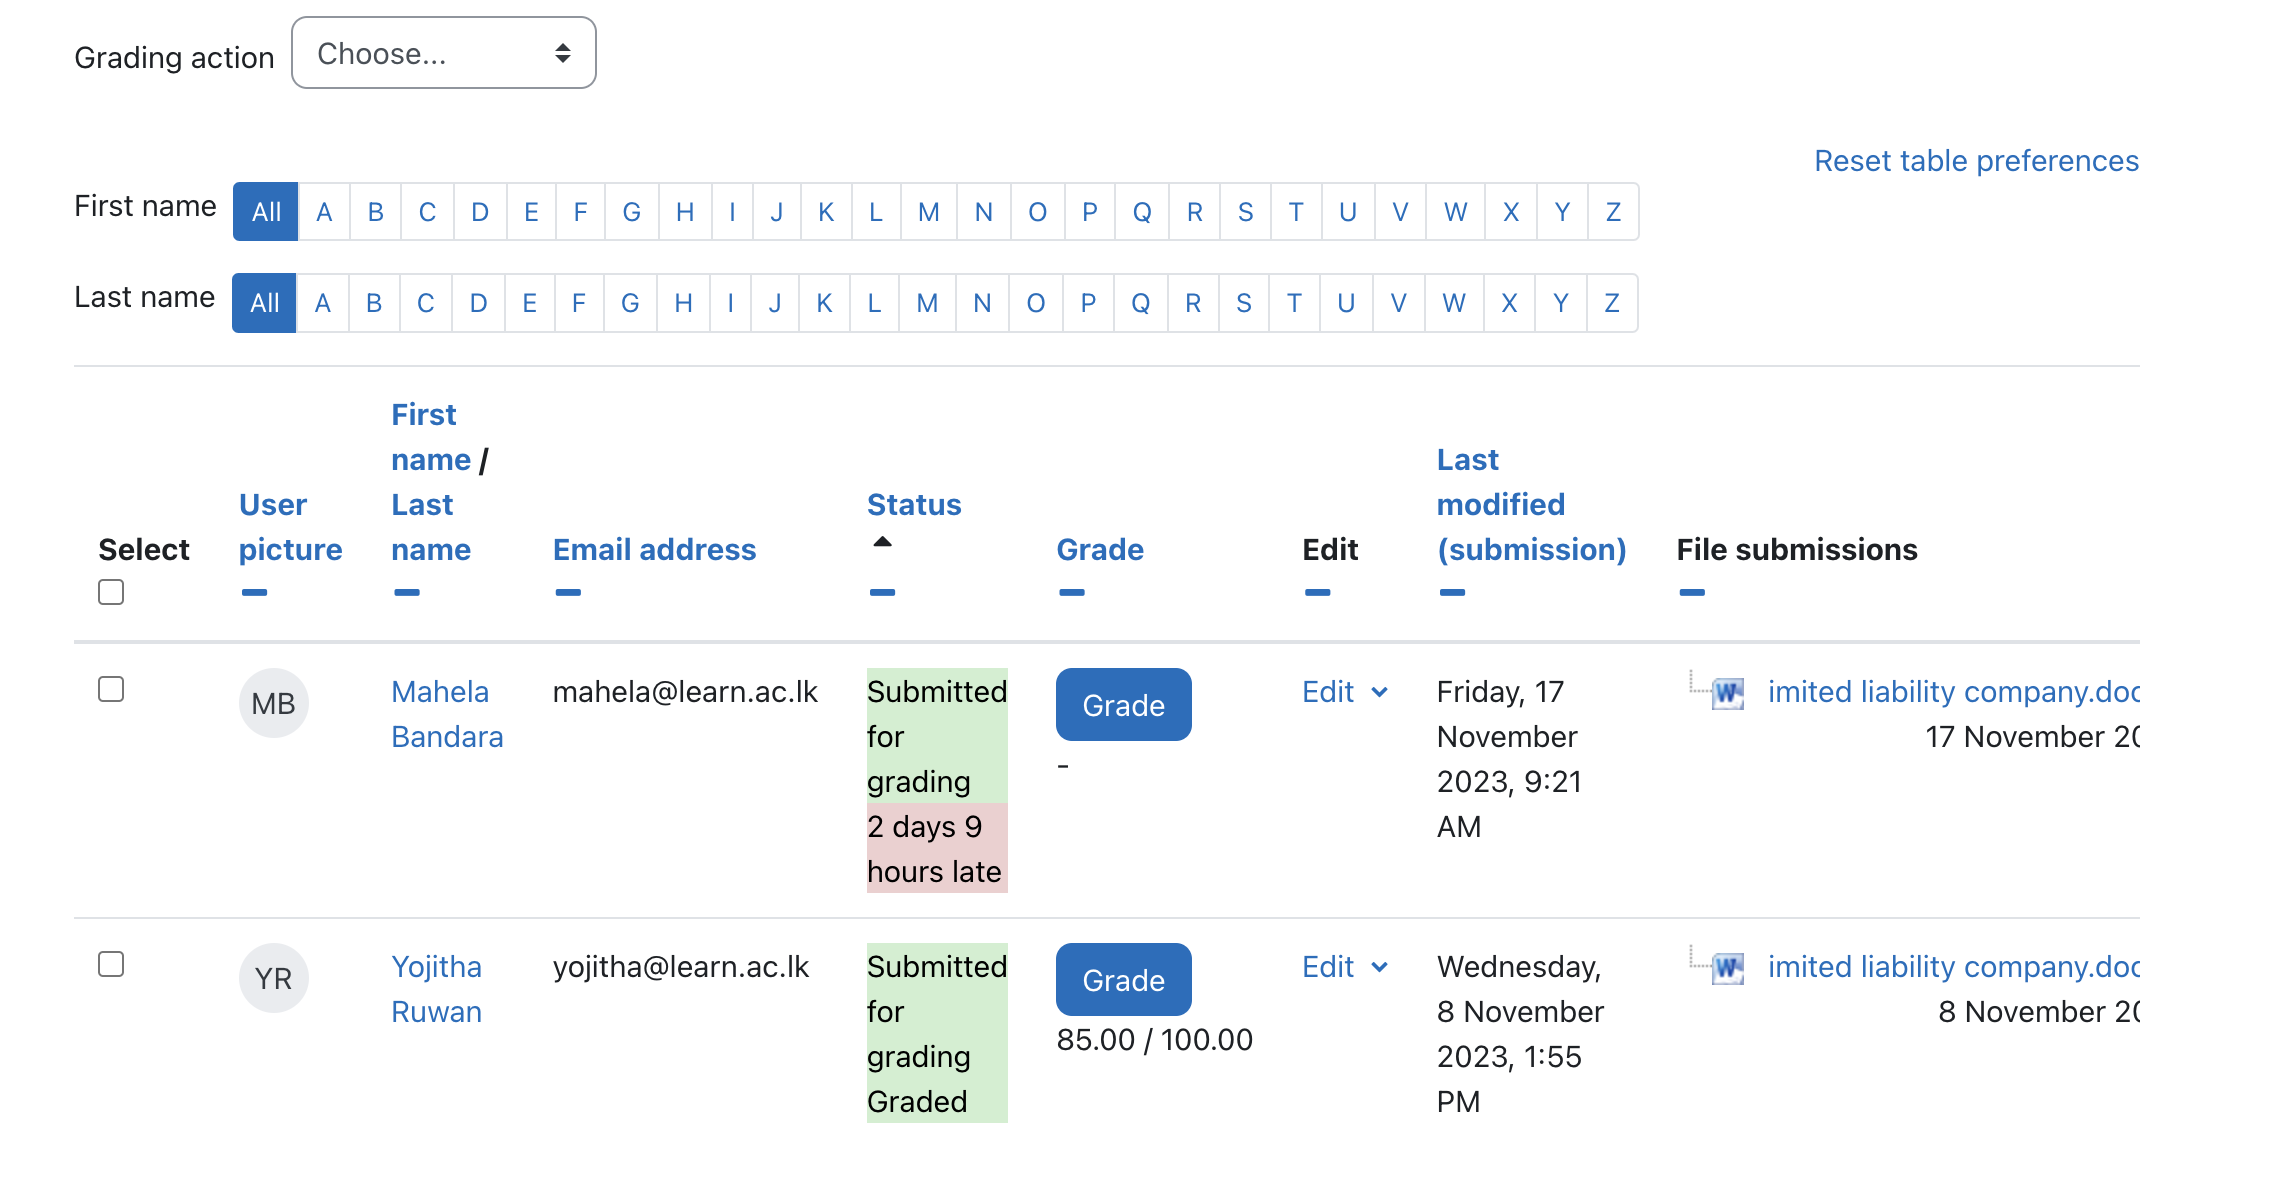 Grading action Choose...
Reset table preferences
First name All A B C D E F G H I J K L M N O P Q R S T U V W X Y Z
Last name All A B C D E F G H I J K L M N O P Q R S T U V W X Y Z
Select
User
picture
First
name /
Last
name
Email address
Status
Grade
Edit
Last
modified
(submission)
File submissions
MB
Mahela
Bandara
mahela@learn.ac.lk
Submitted
for
grading
2 days 9
hours late
Grade
-
Edit
Friday, 17
November
2023, 9:21
AM
imited liability company.doc
17 November 20
YR
Yojitha
Ruwan
yojitha@learn.ac.lk
Submitted
for
grading
Graded
Grade
85.00 / 100.00
Edit
Wednesday,
8 November
2023, 1:55
PM
imited liability company.doc
8 November 20